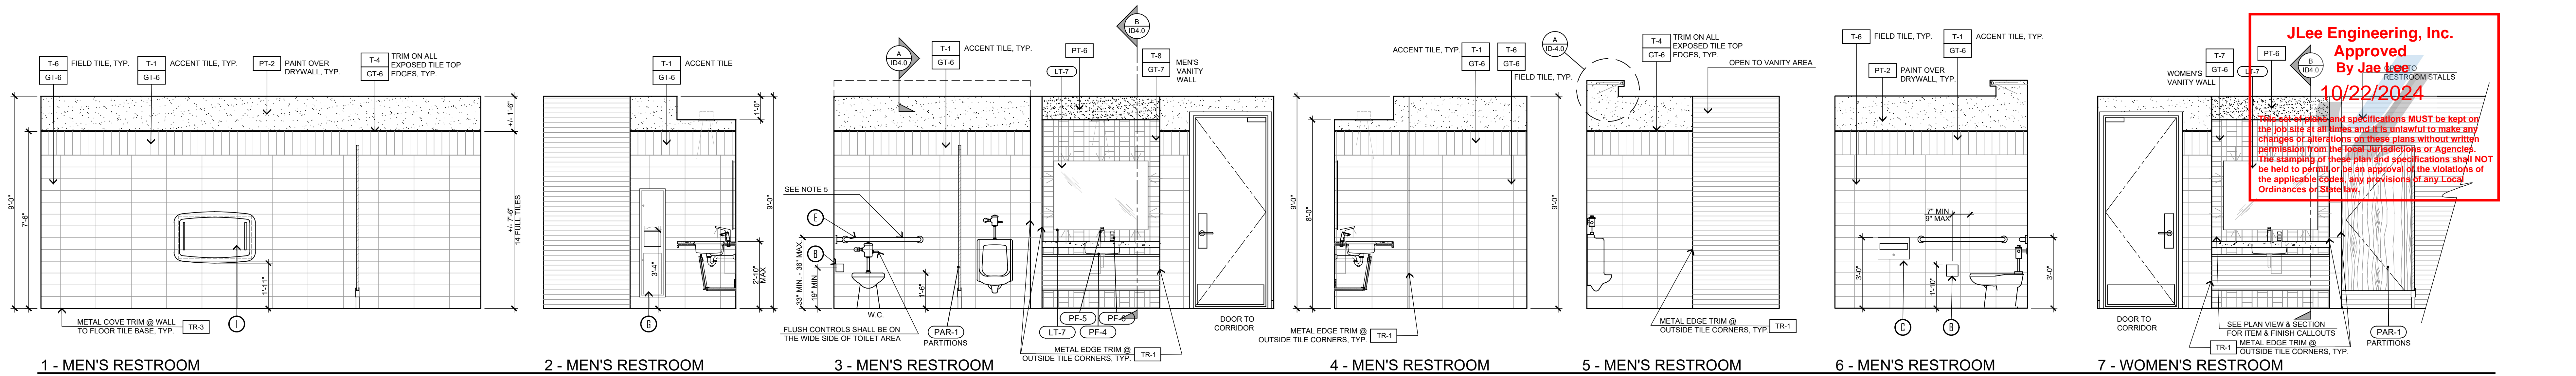 T-6
GT-6
FIELD TILE, TYP.
T-1
GT-6
ACCENT TILE, TYP.
PT-2
PAINT OVER
DRYWALL, TYP.
T-4
GT-6
TRIM ON ALL
EXPOSED TILE TOP
EDGES, TYP.
9'-0"
7'-6"
+/- 1'-6"
+/- 7'-6"
14 FULL TILES
1'-11"
METAL COVE TRIM @ WALL
TO FLOOR TILE BASE, TYP.
TR-3
I
1 - MEN'S RESTROOM
T-1
GT-6
ACCENT TILE
1'-0"
9'-0"
3'-4"
2'-10"
MAX
G
2 - MEN'S RESTROOM
A
ID4.0
T-1
GT-6
ACCENT TILE, TYP.
PT-6
LT-7
B
ID4.0
T-8
GT-7
MEN'S
VANITY
WALL
SEE NOTE 5
E
B
33" MIN. - 36" MAX
19" MIN
1'-6"
W.C.
FLUSH CONTROLS SHALL BE ON
THE WIDE SIDE OF TOILET AREA
PAR-1
PARTITIONS
PF-5
PF-6
LT-7
PF-4
METAL EDGE TRIM @
OUTSIDE TILE CORNERS, TYP.
TR-1
DOOR TO
CORRIDOR
3 - MEN'S RESTROOM
ACCENT TILE, TYP.
T-1
GT-6
T-6
GT-6
FIELD TILE, TYP.
9'-0"
8'-0"
9'-0"
METAL EDGE TRIM @
OUTSIDE TILE CORNERS, TYP.
TR-1
4 - MEN'S RESTROOM
A
ID-4.0
T-4
GT-6
TRIM ON ALL
EXPOSED TILE TOP
EDGES, TYP.
OPEN TO VANITY AREA
METAL EDGE TRIM @
OUTSIDE TILE CORNERS, TYP.
TR-1
5 - MEN'S RESTROOM
T-6
GT-6
FIELD TILE, TYP.
T-1
GT-6
ACCENT TILE, TYP.
PT-2
PAINT OVER
DRYWALL, TYP.
7" MIN
9" MAX
3'-0"
1'-10"
3'-0"
C
B
6 - MEN'S RESTROOM
WOMEN'S
VANITY WALL
T-7
GT-6
PT-6
LT-7
B
ID4.0
RESTROOM STALLS
DOOR TO
CORRIDOR
SEE PLAN VIEW & SECTION
FOR ITEM & FINISH CALLOUTS
TR-1
METAL EDGE TRIM @
OUTSIDE TILE CORNERS, TYP.
PAR-1
PARTITIONS
7 - WOMEN'S RESTROOM
JLee Engineering, Inc.
Approved
By Jae Lee
10/22/2024
This set of plans and specifications MUST be kept on
the job site at all times and it is unlawful to make any
changes or alterations on these plans without written
permission from the local Jurisdictions or Agencies.
The stamping of these plan and specifications shall NOT
be held to permit or be an approval of the violations of
the applicable codes, any provisions of any Local
Ordinances or State law.